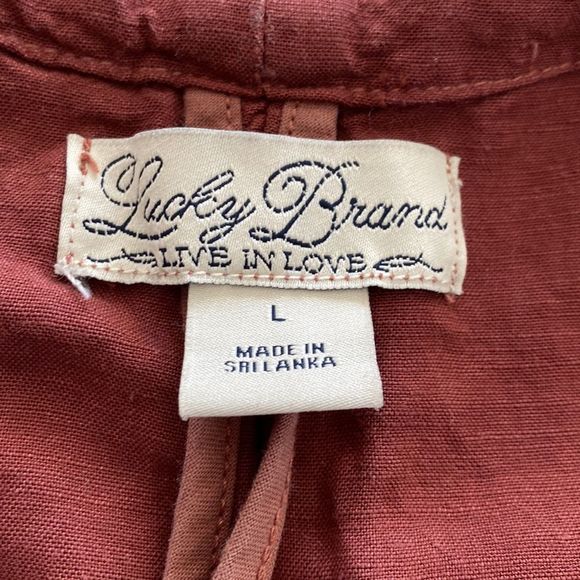 Lucky Brand
LIVE IN LOVE
L
MADE IN
SRI LANKA